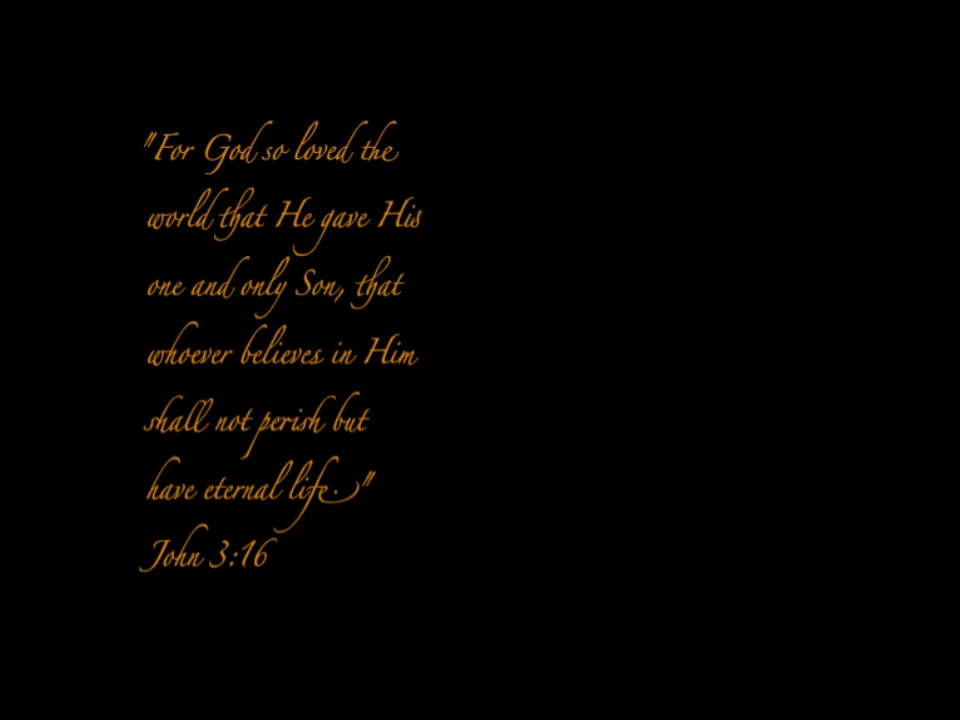 "For God so loved the
world that He gave His
one and only Son, that
whoever believes in Him
shall not perish but
have eternal life."
John 3:16